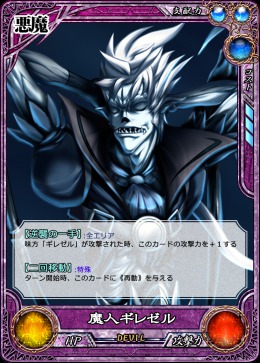 悪魔
支配力
コスト
【逆襲の一手】:全エリア
味方「ギレゼル」が攻撃された時、このカードの攻撃力を+1する
【二回移動】:特殊
ターン開始時、このカードに《再動》を与える
魔人ギレゼル
HP
DEVIL
攻撃力